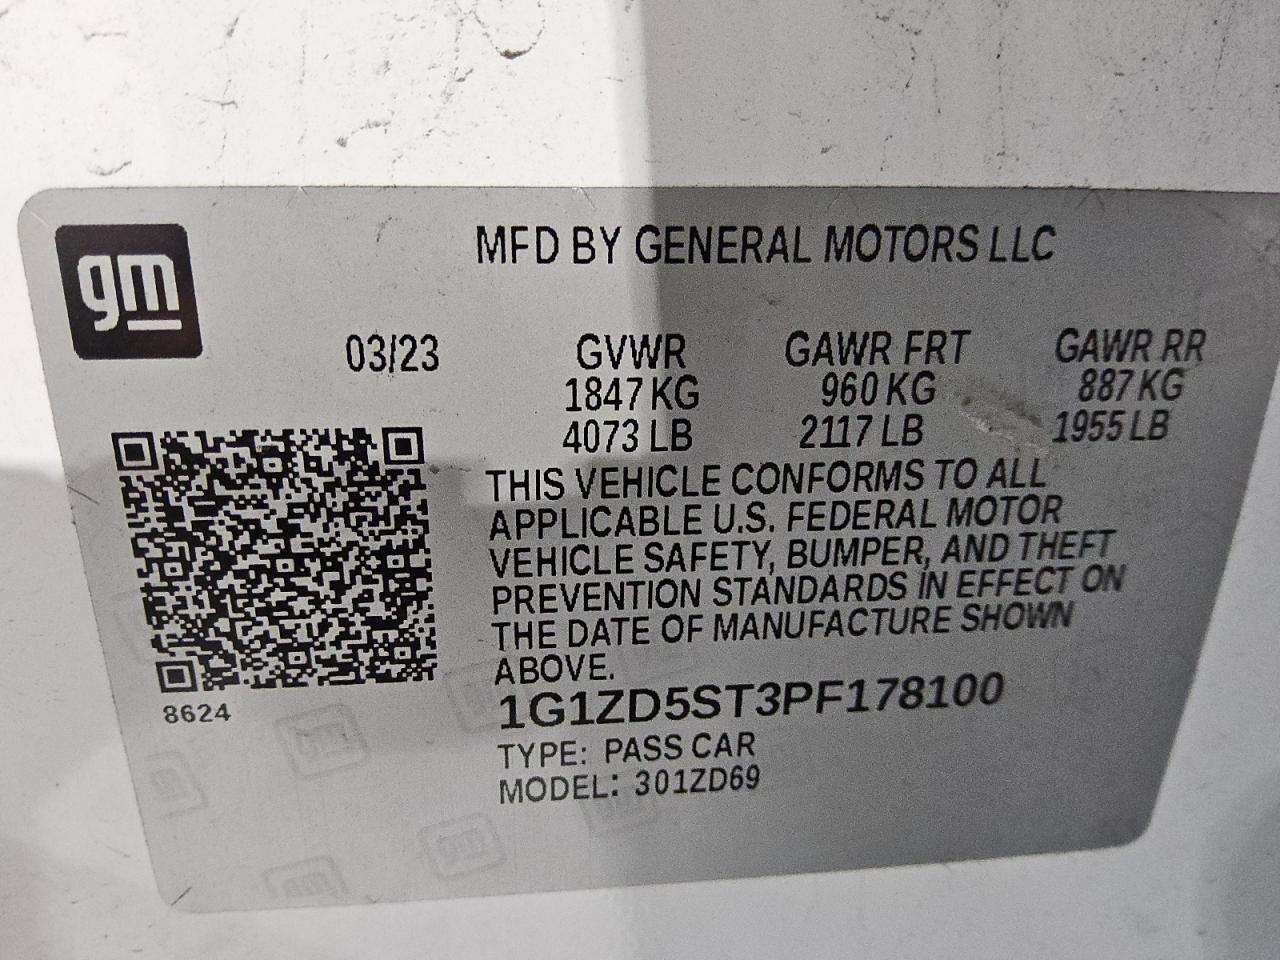 gm
MFD BY GENERAL MOTORS LLC
03/23 GVWR GAWR FRT GAWR RR
1847 KG 960 KG 887 KG
4073 LB 2117 LB 1955 LB
THIS VEHICLE CONFORMS TO ALL
APPLICABLE U.S. FEDERAL MOTOR
VEHICLE SAFETY, BUMPER, AND THEFT
PREVENTION STANDARDS IN EFFECT ON
THE DATE OF MANUFACTURE SHOWN
ABOVE.
8624
1G1ZD5ST3PF178100
TYPE: PASS CAR
MODEL: 301ZD69